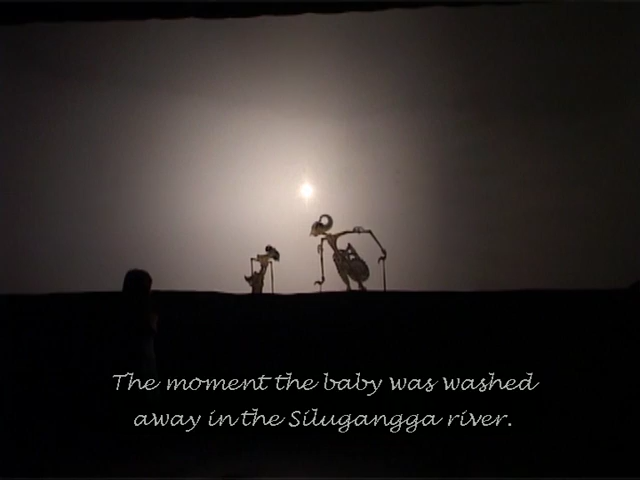 The moment the baby was washed
away in the Silugangga river.